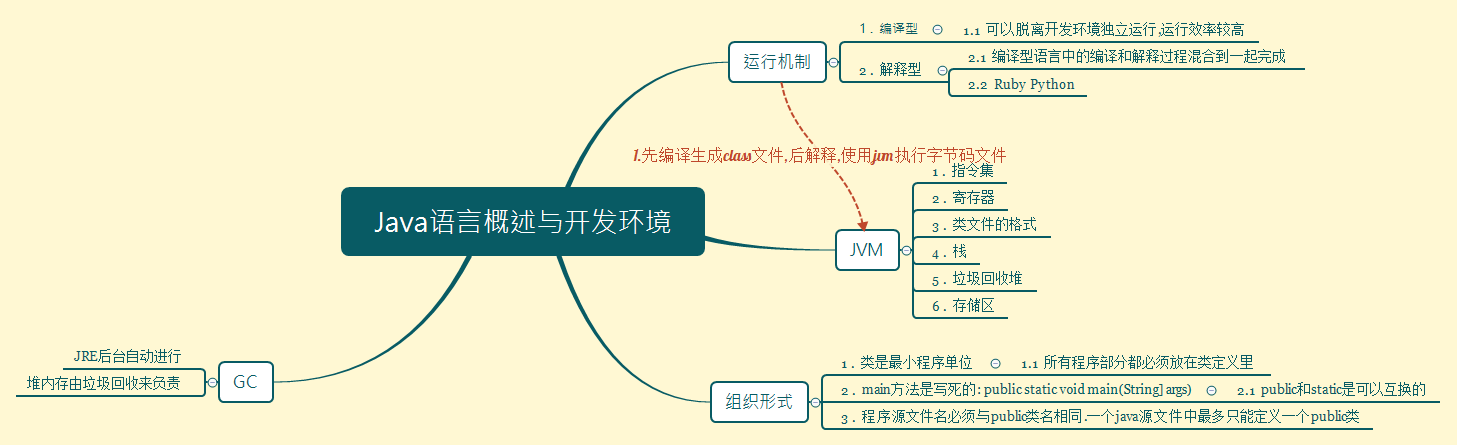 Java语言概述与开发环境
运行机制
1. 编译型
1.1 可以脱离开发环境独立运行,运行效率较高
2. 解释型
2.1 编译型语言中的编译和解释过程混合到一起完成
2.2 Ruby Python
1.先编译生成class文件,后解释,使用jvm执行字节码文件
JVM
1. 指令集
2. 寄存器
3. 类文件的格式
4. 栈
5. 垃圾回收堆
6. 存储区
组织形式
1. 类是最小程序单位
1.1 所有程序部分都必须放在类定义里
2. main方法是写死的: public static void main(String[] args)
2.1 public和static是可以互换的
3. 程序源文件名必须与public类名相同.一个java源文件中最多只能定义一个public类
GC
JRE后台自动进行
堆内存由垃圾回收来负责